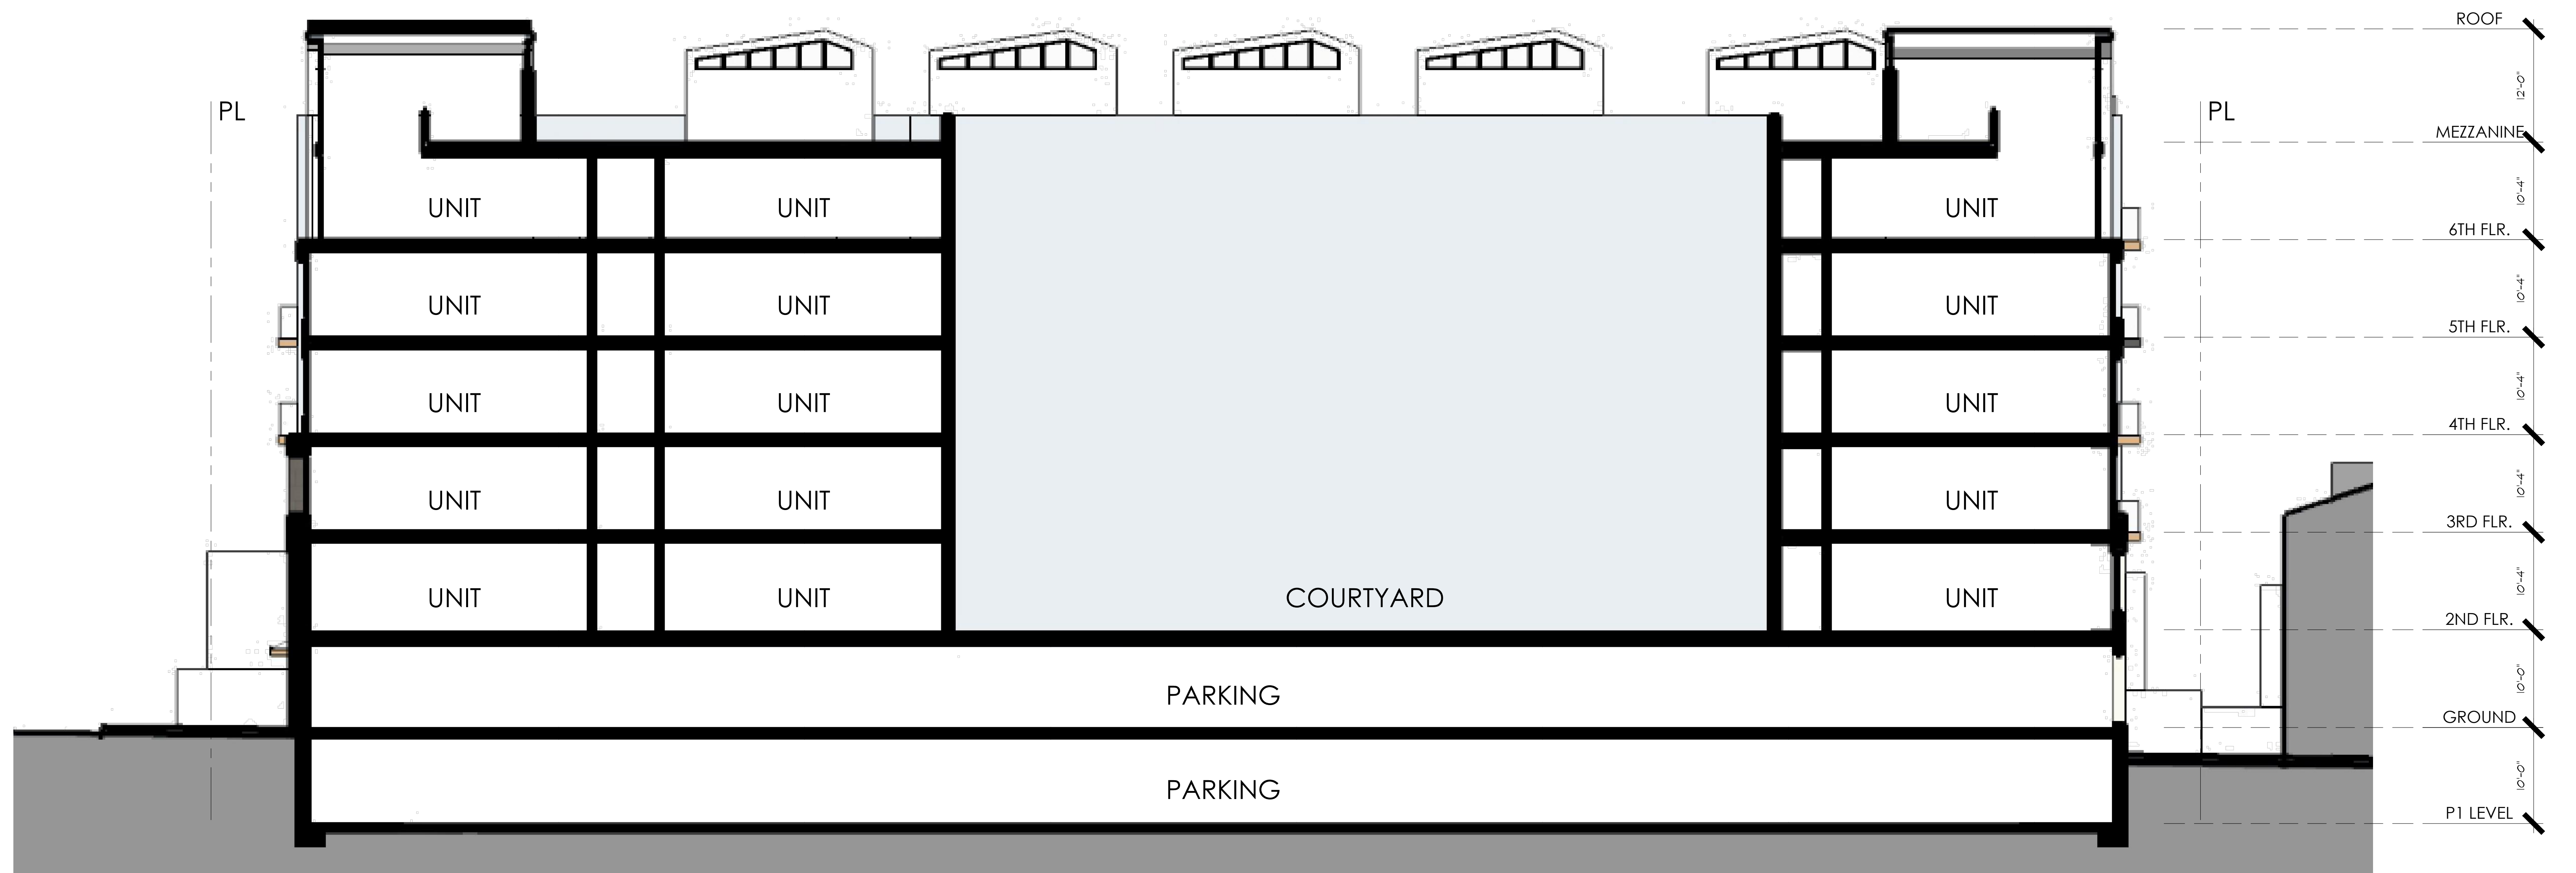 ROOF
12'-0"
PL
PL
MEZZANINE
10'-4"
UNIT
UNIT
UNIT
6TH FLR.
10'-4"
UNIT
UNIT
UNIT
5TH FLR.
10'-4"
UNIT
UNIT
UNIT
4TH FLR.
10'-4"
UNIT
UNIT
UNIT
3RD FLR.
10'-4"
UNIT
UNIT
COURTYARD
UNIT
2ND FLR.
10'-0"
PARKING
GROUND
10'-0"
PARKING
P1 LEVEL